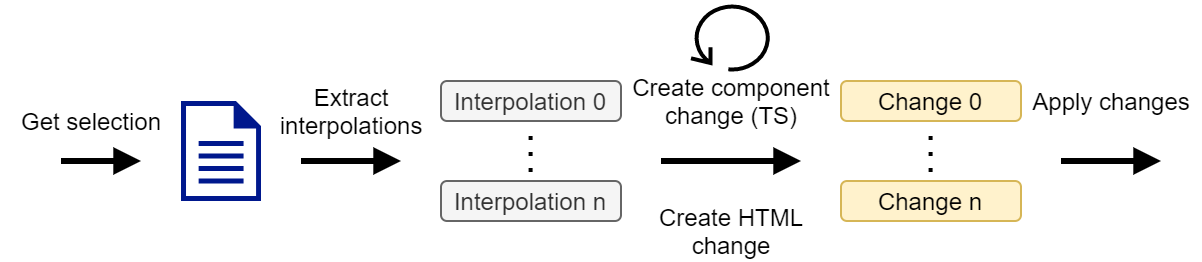 Get selection
Extract
interpolations
Interpolation 0
Interpolation n
Create component
change (TS)
Create HTML
change
Change 0
Change n
Apply changes